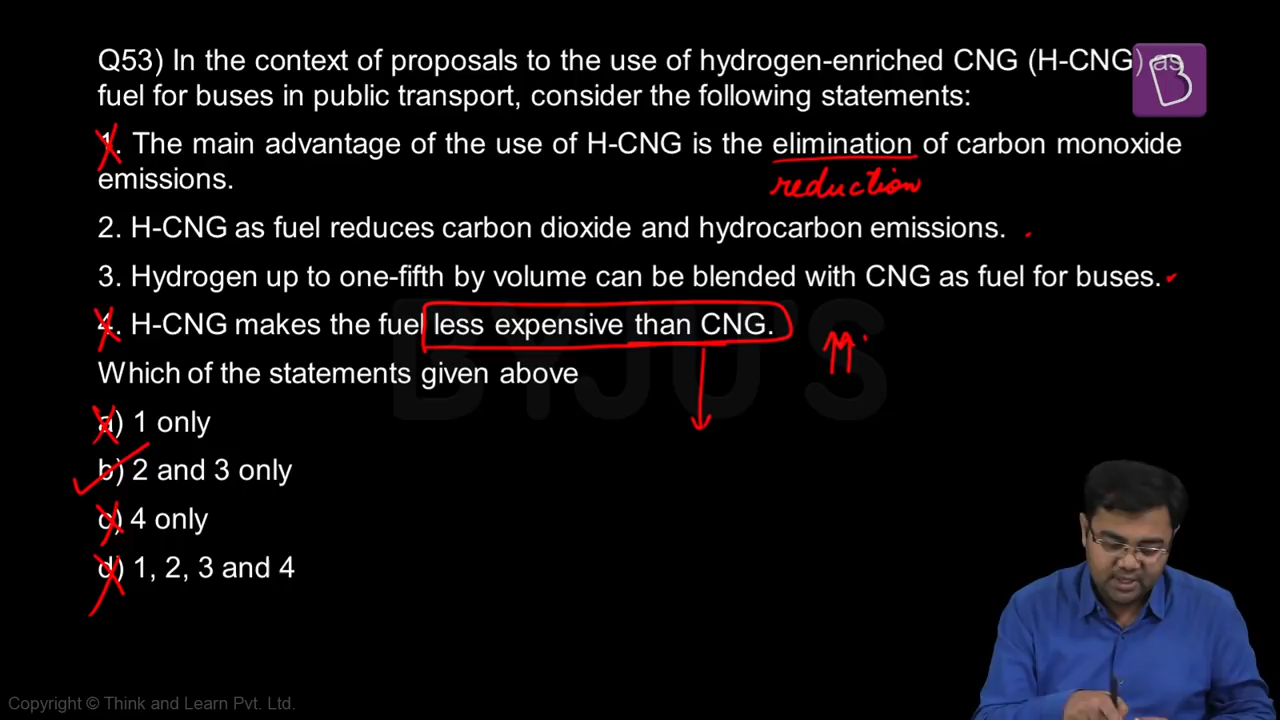 Q53) In the context of proposals to the use of hydrogen-enriched CNG (H-CNG) as
fuel for buses in public transport, consider the following statements:
1. The main advantage of the use of H-CNG is the elimination of carbon monoxide
emissions.
reduction
2. H-CNG as fuel reduces carbon dioxide and hydrocarbon emissions.
3. Hydrogen up to one-fifth by volume can be blended with CNG as fuel for buses.
4. H-CNG makes the fuel less expensive than CNG.
Which of the statements given above
a) 1 only
b) 2 and 3 only
c) 4 only
d) 1, 2, 3 and 4
BYJU'S
B
Copyright © Think and Learn Pvt. Ltd.